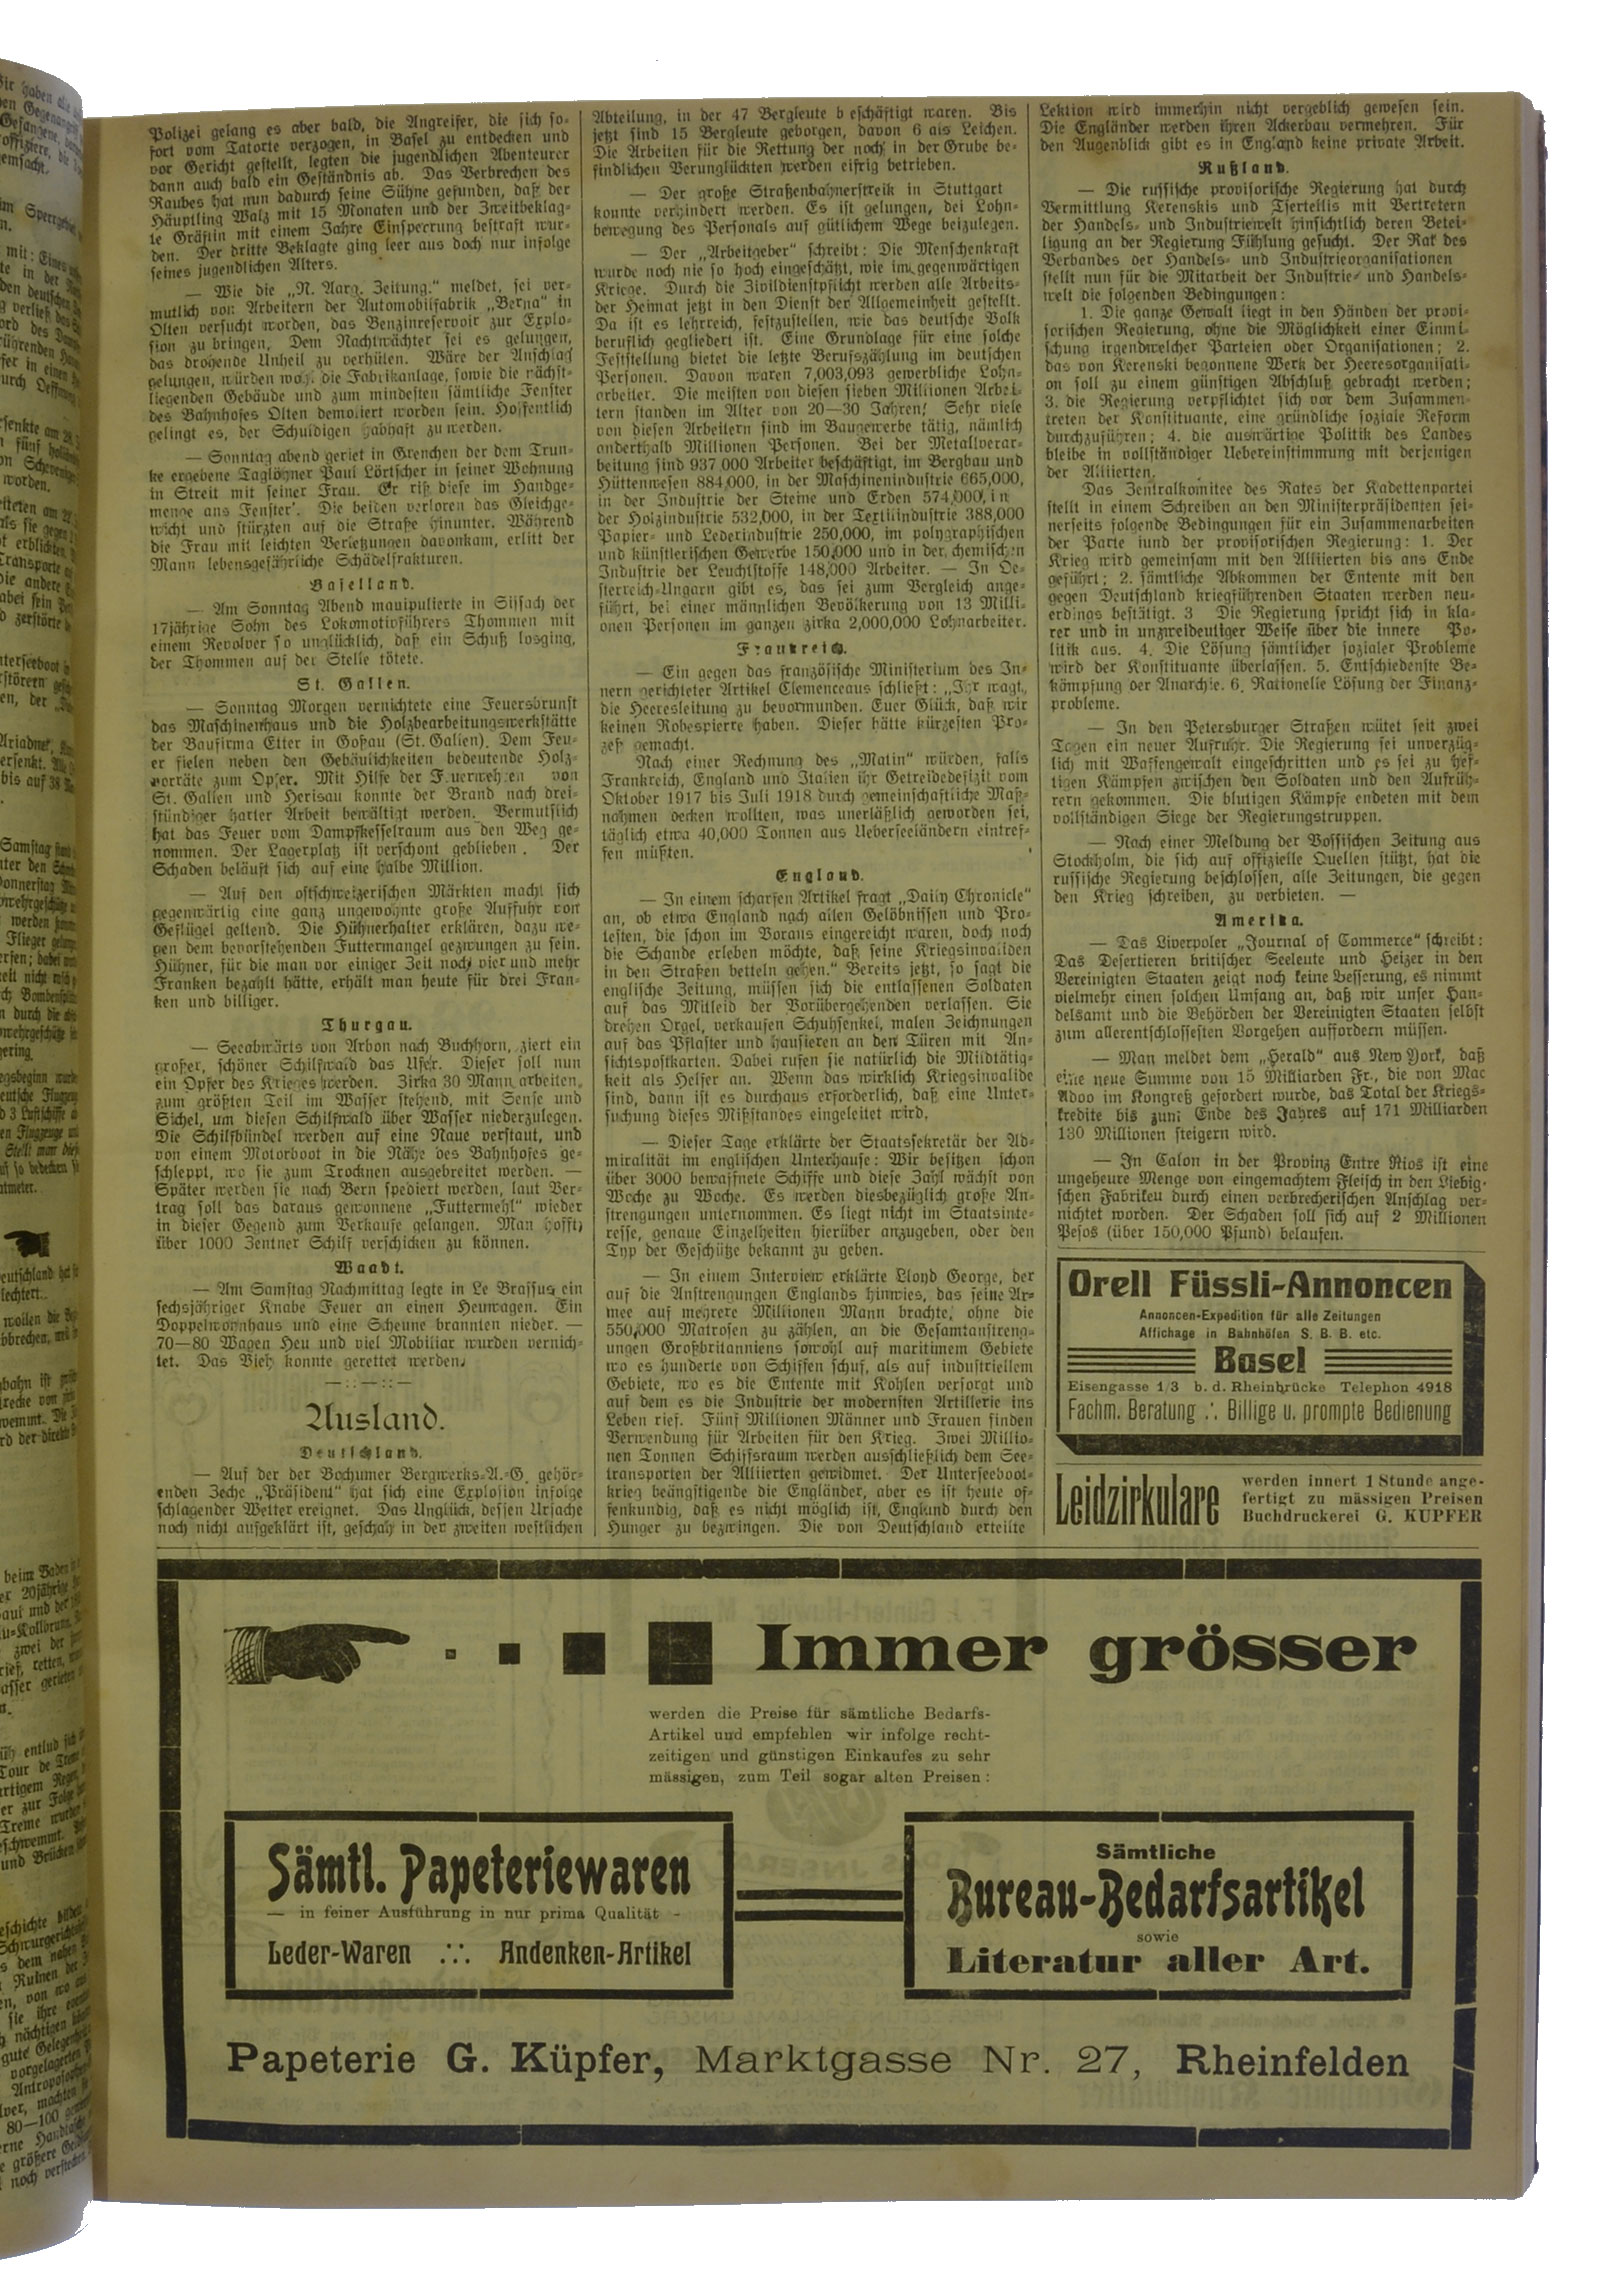 Polizei gelang es aber bald, die Angreifer, die sich so-
fort vom Tatorte verzogen, in Basel zu entdecken und
vor Gericht gestellt, legten die jugendlichen Abenteurer
dann auch bald ein Geständnis ab. Das Verbrechen des
Raubes hat nun dadurch seine Sühne gefunden, daß der
Häuptling Walz mit 15 Monaten und der Zweitbeklag-
te Gräflin mit einem Jahre Einsperrung bestraft wur-
den. Der dritte Beklagte ging leer aus doch nur infolge
seines jugendlichen Alters.
— Wie die „N. Aarg. Zeitung." meldet, sei ver-
mutlich von Arbeitern der Automobilfabrik „Berna" in
Olten versucht worden, das Benzinreservoir zur Explo-
sion zu bringen. Dem Nachtwächter sei es gelungen,
das drohende Unheil zu verhüten. Wäre der Anschlag
gelungen, würden wohl die Fabrikanlage, sowie die nächst-
liegenden Gebäude und zum mindesten sämtliche Fenster
des Bahnhofes Olten demoliert worden sein. Hoffentlich
gelingt es, der Schuldigen habhaft zu werden.
— Sonntag abend geriet in Grenchen der dem Trun-
ke ergebene Taglöhner Paul Lörtscher in seiner Wohnung
in Streit mit seiner Frau. Er riß diese im Handge-
menge ans Fenster. Die beiden verloren das Gleichge-
wicht und stürzten auf die Straße hinunter. Während
die Frau mit leichten Verletzungen davonkam, erlitt der
Mann lebensgefährliche Schädelfrakturen.
Baselland.
— Am Sonntag Abend manipulierte in Sissach der
17jährige Sohn des Lokomotivführers Thommen mit
einem Revolver so unglücklich, daß ein Schuß losging,
der Thommen auf der Stelle tötete.
St. Gallen.
— Sonntag Morgen vernichtete eine Feuersbrunst
das Maschinenhaus und die Holzbearbeitungswerkstätte
der Baufirma Etter in Goßau (St. Gallen). Dem Feu-
er fielen neben den Gebäulichkeiten bedeutende Holz-
vorräte zum Opfer. Mit Hilfe der Feuerwehren von
St. Gallen und Herisau konnte der Brand nach drei-
stündiger harter Arbeit bewältigt werden. Vermutlich
hat das Feuer vom Dampfkesselraum aus den Weg ge-
nommen. Der Lagerplatz ist verschont geblieben. Der
Schaden beläuft sich auf eine halbe Million.
— Auf den ostschweizerischen Märkten macht sich
gegenwärtig eine ganz ungewohnte große Auffuhr von
Geflügel geltend. Die Hühnerhalter erklären, dazu we-
gen dem bevorstehenden Futtermangel gezwungen zu sein.
Hühner, für die man vor einiger Zeit noch vier und mehr
Franken bezahlt hätte, erhält man heute für drei Fran-
ken und billiger.
Thurgau.
— Seeabwärts von Arbon nach Buchhorn, ziert ein
großer, schöner Schilfwald das Ufer. Dieser soll nun
ein Opfer des Krieges werden. Zirka 30 Mann arbeiten,
zum größten Teil im Wasser stehend, mit Sense und
Sichel, um diesen Schilfwald über Wasser niederzulegen.
Die Schilfbündel werden auf eine Naue verstaut, und
von einem Motorboot in die Nähe des Bahnhofes ge-
schleppt, wo sie zum Trocknen ausgebreitet werden. —
Später werden sie nach Bern spediert werden, laut Ver-
trag soll das daraus gewonnene „Futtermehl" wieder
in dieser Gegend zum Verkaufe gelangen. Man hofft,
über 1000 Zentner Schilf verschicken zu können.
Waadt.
— Am Samstag Nachmittag legte in Le Brassus ein
sechsjähriger Knabe Feuer an einen Heuwagen. Ein
Doppelwohnhaus und eine Scheune brannten nieder. —
70—80 Wagen Heu und viel Mobiliar wurden vernich-
tet. Das Vieh konnte gerettet werden.
—::—::—
Ausland.
Deutschland.
— Auf der der Bochumer Bergwerks-A.-G. gehör-
enden Zeche „Präsident" hat sich eine Explosion infolge
schlagender Wetter ereignet. Das Unglück, dessen Ursache
noch nicht aufgeklärt ist, geschah in der zweiten westlichen
Abteilung, in der 47 Bergleute b eschäftigt waren. Bis
jetzt sind 15 Bergleute geborgen, davon 6 als Leichen.
Die Arbeiten für die Rettung der noch in der Grube be-
findlichen Verunglückten werden eifrig betrieben.
— Der große Straßenbahnerstreik in Stuttgart
konnte verhindert werden. Es ist gelungen, bei Lohn-
bewegung des Personals auf gütlichem Wege beizulegen.
— Der „Arbeitgeber" schreibt: Die Menschenkraft
wurde noch nie so hoch eingeschätzt, wie im gegenwärtigen
Kriege. Durch die Zivildienstpflicht werden alle Arbeits-
der Heimat jetzt in den Dienst der Allgemeinheit gestellt.
Da ist es lehrreich, festzustellen, wie das deutsche Volk
beruflich gegliedert ist. Eine Grundlage für eine solche
Feststellung bietet die letzte Berufszählung im deutschen
Personen. Davon waren 7,003,093 gewerbliche Lohn-
arbeiter. Die meisten von diesen sieben Millionen Arbei-
tern standen im Alter von 20—30 Jahren! Sehr viele
von diesen Arbeitern sind im Baugewerbe tätig, nämlich
anderthalb Millionen Personen. Bei der Metallverar-
beitung sind 937 000 Arbeiter beschäftigt, im Bergbau und
Hüttenwesen 884,000, in der Maschinenindustrie 665,000,
in der Industrie der Steine und Erden 574,000, in
der Holzindustrie 532,000, in der Textilindustrie 388,000
Papier- und Lederindustrie 250,000, im polygraphischen
und künstlerischen Gewerbe 150,000 und in der chemischen
Industrie der Leuchtstoffe 148,000 Arbeiter. — In Oe-
sterreich-Ungarn gibt es, das sei zum Vergleich ange-
führt, bei einer männlichen Bevölkerung von 13 Milli-
onen Personen im ganzen zirka 2,000,000 Lohnarbeiter.
Frankreich.
— Ein gegen das französische Ministerium des In-
nern gerichteter Artikel Clemenceaus schließt: „Ihr wagt,
die Heeresleitung zu bevormunden. Euer Glück, daß wir
keinen Robespierre haben. Dieser hätte kürzesten Pro-
zeß gemacht.
Nach einer Rechnung des „Matin" würden, falls
Frankreich, England und Italien ihr Getreidedefizit vom
Oktober 1917 bis Juli 1918 durch gemeinschaftliche Maß-
nahmen decken wollten, was unerläßlich geworden sei,
täglich etwa 40,000 Tonnen aus Ueberseeländern eintref-
fen müßten.
England.
— In einem scharfen Artikel fragt „Daily Chronicle"
an, ob etwa England nach allen Gelöbnissen und Pro-
testen, die schon im Voraus eingereicht waren, doch noch
die Schande erleben möchte, daß seine Kriegsinvaliden
in den Straßen betteln gehen." Bereits jetzt, so sagt die
englische Zeitung, müssen sich die entlassenen Soldaten
auf das Mitleid der Vorübergehenden verlassen. Sie
drehen Orgel, verkaufen Schuhsenkel, malen Zeichnungen
auf das Pflaster und hausieren an den Türen mit An-
sichtspostkarten. Dabei rufen sie natürlich die Mildtätig-
keit als Helfer an. Wenn das wirklich Kriegsinvalide
sind, dann ist es durchaus erforderlich, daß eine Unter-
suchung dieses Mißstandes eingeleitet wird.
— Dieser Tage erklärte der Staatssekretär der Ad-
miralität im englischen Unterhause: Wir besitzen schon
über 3000 bewaffnete Schiffe und diese Zahl wächst von
Woche zu Woche. Es werden diesbezüglich große An-
strengungen unternommen. Es liegt nicht im Staatsinte-
resse, genaue Einzelheiten hierüber anzugeben, oder den
Typ der Geschütze bekannt zu geben.
— In einem Interview erklärte Lloyd George, der
auf die Anstrengungen Englands hinwies, das seine Ar-
mee auf mehrere Millionen Mann brachte, ohne die
550,000 Matrosen zu zählen, an die Gesamtanstreng-
ungen Großbritanniens sowohl auf maritimem Gebiete
wo es hunderte von Schiffen schuf, als auf industriellem
Gebiete, wo es die Entente mit Kohlen versorgt und
auf dem es die Industrie der modernsten Artillerie ins
Leben rief. Fünf Millionen Männer und Frauen finden
Verwendung für Arbeiten für den Krieg. Zwei Millio-
nen Tonnen Schiffsraum werden ausschließlich dem See-
transporten der Alliierten gewidmet. Der Unterseeboot-
krieg beängstigende die Engländer, aber es ist heute of-
fenkundig, daß es nicht möglich ist, England durch den
Hunger zu bezwingen. Die von Deutschland erteilte
Lektion wird immerhin nicht vergeblich gewesen sein.
Die Engländer werden ihren Ackerbau vermehren. Für
den Augenblick gibt es in England keine private Arbeit.
Rußland.
— Die russische provisorische Regierung hat durch
Vermittlung Kerenskis und Tsertellis mit Vertretern
der Handels- und Industriewelt hinsichtlich deren Betei-
ligung an der Regierung Fühlung gesucht. Der Rat des
Verbandes der Handels- und Industrieorganisationen
stellt nun für die Mitarbeit der Industrie- und Handels-
welt die folgenden Bedingungen:
1. Die ganze Gewalt liegt in den Händen der provi-
sorischen Regierung, ohne die Möglichkeit einer Einmi-
schung irgendwelcher Parteien oder Organisationen; 2.
das von Kerenski begonnene Werk der Heeresorganisati-
on soll zu einem günstigen Abschluß gebracht werden;
3. die Regierung verpflichtet sich vor dem Zusammen-
treten der Konstituante, eine gründliche soziale Reform
durchzuführen; 4. die auswärtige Politik des Landes
bleibe in vollständiger Uebereinstimmung mit derjenigen
der Alliierten.
Das Zentralkomitee des Rates der Kadettenpartei
stellt in einem Schreiben an den Ministerpräsidenten sei-
nerseits folgende Bedingungen für ein Zusammenarbeiten
der Parte iund der provisorischen Regierung: 1. Der
Krieg wird gemeinsam mit den Alliierten bis ans Ende
geführt; 2. sämtliche Abkommen der Entente mit den
gegen Deutschland kriegführenden Staaten werden neu-
erdings bestätigt. 3 Die Regierung spricht sich in kla-
rer und in unzweideutiger Weise über die innere Po-
litik aus. 4. Die Lösung sämtlicher sozialer Probleme
wird der Konstituante überlassen. 5. Entschiedenste Be-
kämpfung der Anarchie. 6. Rationelle Lösung der Finanz-
probleme.
— In den Petersburger Straßen wütet seit zwei
Tagen ein neuer Aufruhr. Die Regierung sei unverzüg-
lich mit Waffengewalt eingeschritten und es sei zu hef-
tigen Kämpfen zwischen den Soldaten und den Aufrüh-
rern gekommen. Die blutigen Kämpfe endeten mit dem
vollständigen Siege der Regierungstruppen.
— Nach einer Meldung der Vossischen Zeitung aus
Stockholm, die sich auf offizielle Quellen stützt, hat die
russische Regierung beschlossen, alle Zeitungen, die gegen
den Krieg schreiben, zu verbieten. —
Amerika.
— Das Liverpoler „Journal of Commerce" schreibt:
Das Desertieren britischer Seeleute und Heizer in den
Vereinigten Staaten zeigt noch keine Besserung, es nimmt
vielmehr einen solchen Umfang an, daß wir unser Han-
delsamt und die Behörden der Vereinigten Staaten selbst
zum allerentschlossesten Vorgehen auffordern müssen.
— Man meldet dem „Herald" aus New York, daß
eine neue Summe von 15 Milliarden Fr., die von Mac
Adoo im Kongreß gefordert wurde, das Total der Kriegs-
kredite bis zum Ende des Jahres auf 171 Milliarden
130 Millionen steigern wird.
— In Calon in der Provinz Entre Rios ist eine
ungeheure Menge von eingemachtem Fleisch in den Liebig-
schen Fabriken durch einen verbrecherischen Anschlag ver-
nichtet worden. Der Schaden soll sich auf 2 Millionen
Pesos (über 150,000 Pfund) belaufen.
Orell Füssli-Annoncen
Annoncen-Expedition für alle Zeitungen
Affichage in Bahnhöfen S. B. B. etc.
Basel
Eisengasse 1/3 b. d. Rheinbrücke Telephon 4918
Fachm. Beratung .·. Billige u. prompte Bedienung
Leidzirkulare
werden innert 1 Stunde ange-
fertigt zu mässigen Preisen
Buchdruckerei G. KUPFER
Immer grösser
werden die Preise für sämtliche Bedarfs-
Artikel und empfehlen wir infolge recht-
zeitigen und günstigen Einkaufes zu sehr
mässigen, zum Teil sogar alten Preisen:
Sämtl. Papeteriewaren
— in feiner Ausführung in nur prima Qualität -
Leder-Waren .·.·. Andenken-Artikel
Sämtliche
Bureau-Bedarfsartikel
sowie
Literatur aller Art.
Papeterie G. Küpfer, Marktgasse Nr. 27, Rheinfelden